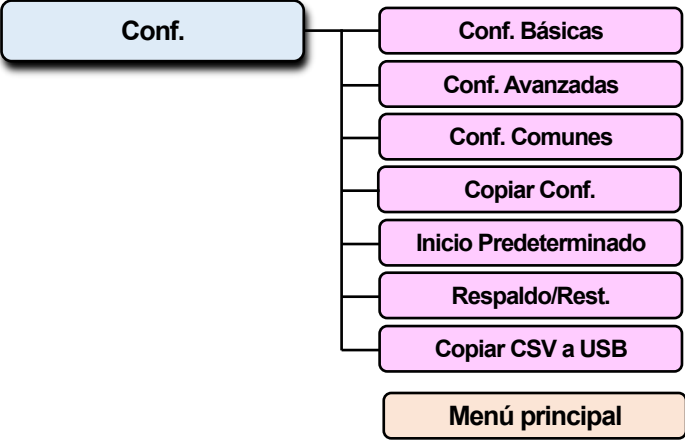 Conf.
Conf. Básicas
Conf. Avanzadas
Conf. Comunes
Copiar Conf.
Inicio Predeterminado
Respaldo/Rest.
Copiar CSV a USB
Menú principal